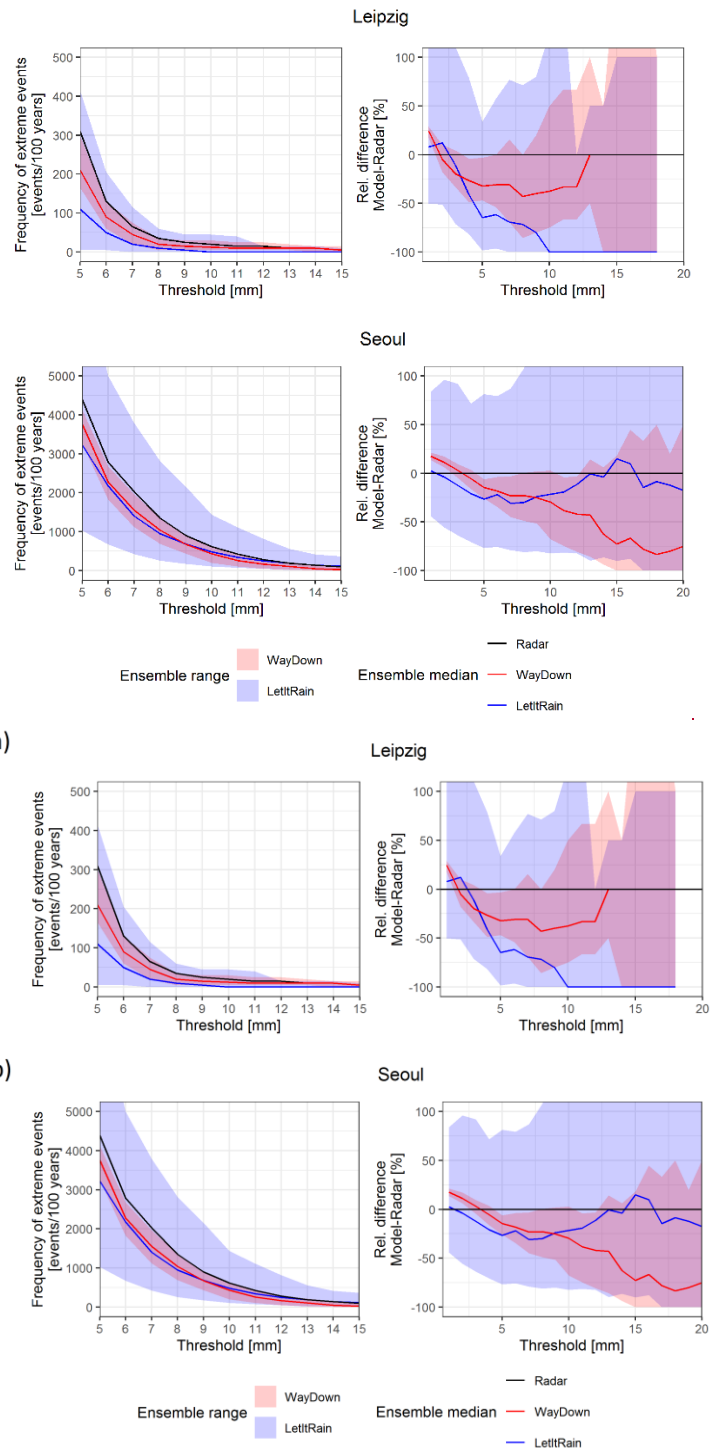 Leipzig
Frequency of extreme events
[events/100 years]
500
400
300
200
100
0
5 6 7 8 9 10 11 12 13 14 15
Threshold [mm]
Rel. difference
Model-Radar [%]
100
50
0
-50
-100
5 10 15 20
Threshold [mm]
Seoul
Frequency of extreme events
[events/100 years]
5000
4000
3000
2000
1000
0
5 6 7 8 9 10 11 12 13 14 15
Threshold [mm]
Rel. difference
Model-Radar [%]
100
50
0
-50
-100
5 10 15 20
Threshold [mm]
Ensemble range
WayDown
LetItRain
Ensemble median
Radar
WayDown
LetItRain
Leipzig
Frequency of extreme events
[events/100 years]
500
400
300
200
100
0
5 6 7 8 9 10 11 12 13 14 15
Threshold [mm]
Rel. difference
Model-Radar [%]
100
50
0
-50
-100
5 10 15 20
Threshold [mm]
Seoul
Frequency of extreme events
[events/100 years]
5000
4000
3000
2000
1000
0
5 6 7 8 9 10 11 12 13 14 15
Threshold [mm]
Rel. difference
Model-Radar [%]
100
50
0
-50
-100
5 10 15 20
Threshold [mm]
Ensemble range
WayDown
LetItRain
Ensemble median
Radar
WayDown
LetItRain